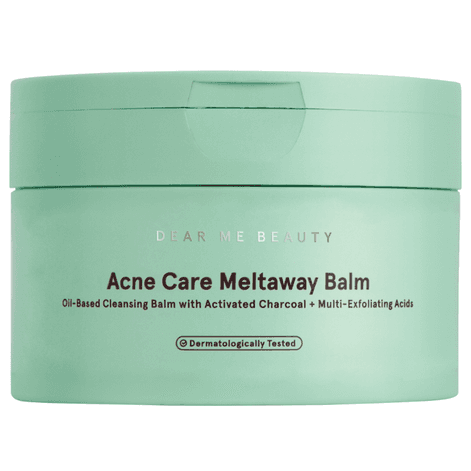 DEAR ME BEAUTY
Acne Care Meltaway Balm
Oil-Based Cleansing Balm with Activated Charcoal + Multi-Exfoliating Acids
Dermatologically Tested